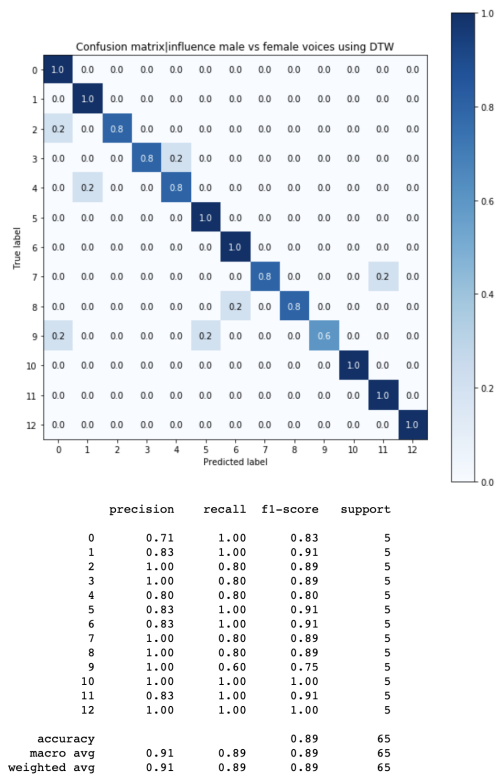 Confusion matrix|influence male vs female voices using DTW
1.0
0 1.0 0.0 0.0 0.0 0.0 0.0 0.0 0.0 0.0 0.0 0.0 0.0 0.0
1 0.0 1.0 0.0 0.0 0.0 0.0 0.0 0.0 0.0 0.0 0.0 0.0 0.0
0.8
2 0.2 0.0 0.8 0.0 0.0 0.0 0.0 0.0 0.0 0.0 0.0 0.0 0.0
3 0.0 0.0 0.0 0.8 0.2 0.0 0.0 0.0 0.0 0.0 0.0 0.0 0.0
4 0.0 0.2 0.0 0.0 0.8 0.0 0.0 0.0 0.0 0.0 0.0 0.0 0.0
0.6
5 0.0 0.0 0.0 0.0 0.0 1.0 0.0 0.0 0.0 0.0 0.0 0.0 0.0
True label
6 0.0 0.0 0.0 0.0 0.0 0.0 1.0 0.0 0.0 0.0 0.0 0.0 0.0
7 0.0 0.0 0.0 0.0 0.0 0.0 0.0 0.8 0.0 0.0 0.0 0.2 0.0
0.4
8 0.0 0.0 0.0 0.0 0.0 0.0 0.2 0.0 0.8 0.0 0.0 0.0 0.0
9 0.2 0.0 0.0 0.0 0.0 0.2 0.0 0.0 0.0 0.6 0.0 0.0 0.0
10 0.0 0.0 0.0 0.0 0.0 0.0 0.0 0.0 0.0 0.0 1.0 0.0 0.0
0.2
11 0.0 0.0 0.0 0.0 0.0 0.0 0.0 0.0 0.0 0.0 0.0 1.0 0.0
12 0.0 0.0 0.0 0.0 0.0 0.0 0.0 0.0 0.0 0.0 0.0 0.0 1.0
0 1 2 3 4 5 6 7 8 9 10 11 12
Predicted label
0.0
precision recall f1-score support
0 0.71 1.00 0.83 5
1 0.83 1.00 0.91 5
2 1.00 0.80 0.89 5
3 1.00 0.80 0.89 5
4 0.80 0.80 0.80 5
5 0.83 1.00 0.91 5
6 0.83 1.00 0.91 5
7 1.00 0.80 0.89 5
8 1.00 0.80 0.89 5
9 1.00 0.60 0.75 5
10 1.00 1.00 1.00 5
11 0.83 1.00 0.91 5
12 1.00 1.00 1.00 5
accuracy 0.89 65
macro avg 0.91 0.89 0.89 65
weighted avg 0.91 0.89 0.89 65